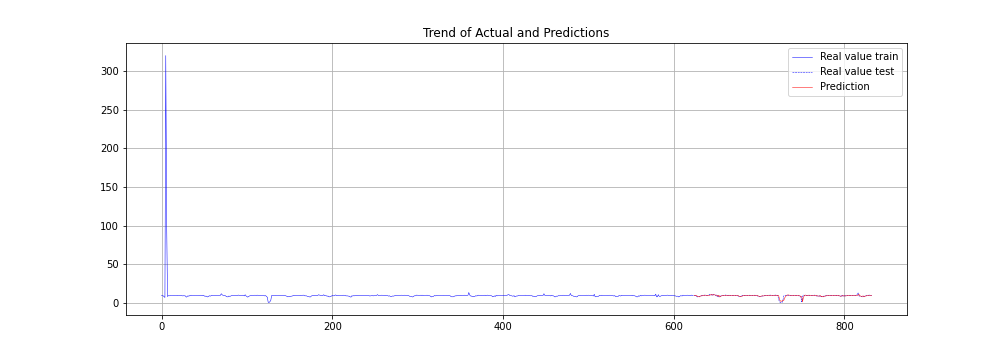 Trend of Actual and Predictions
Real value train
Real value test
Prediction
300
250
200
150
100
50
0
0 200 400 600 800